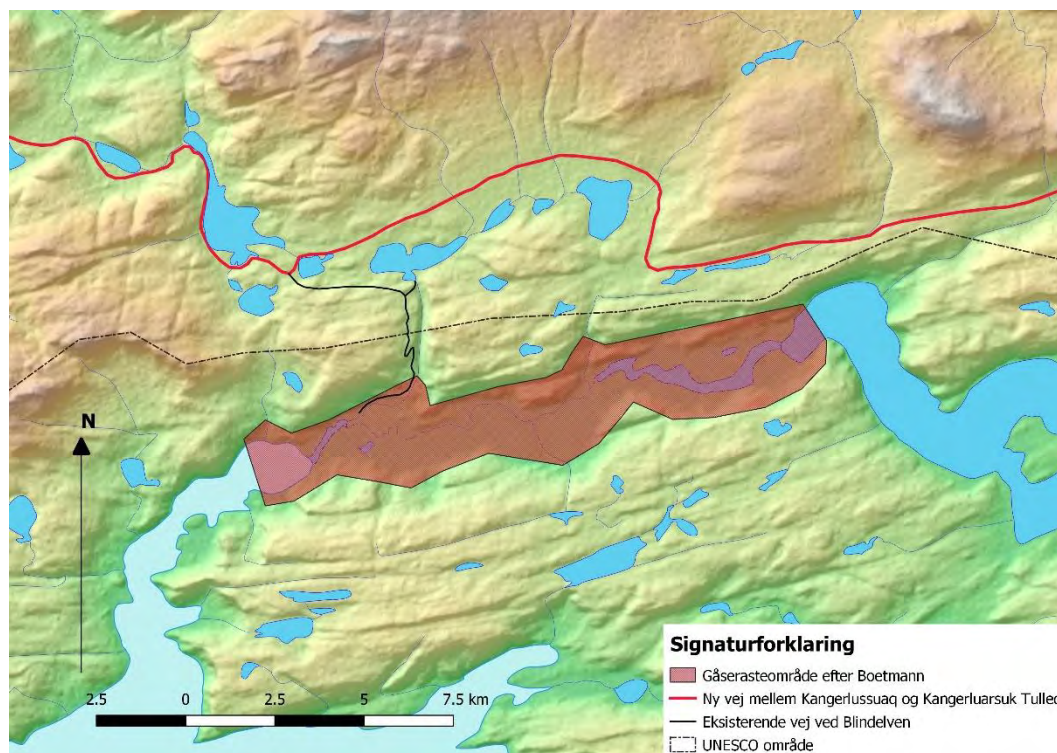 N
2.5 0 2.5 5 7.5 km
Signaturforklaring
Gåserasteområde efter Boetmann
Ny vej mellem Kangerlussuaq og Kangerluarsuk Tulleq
Eksisterende vej ved Blindelven
UNESCO område